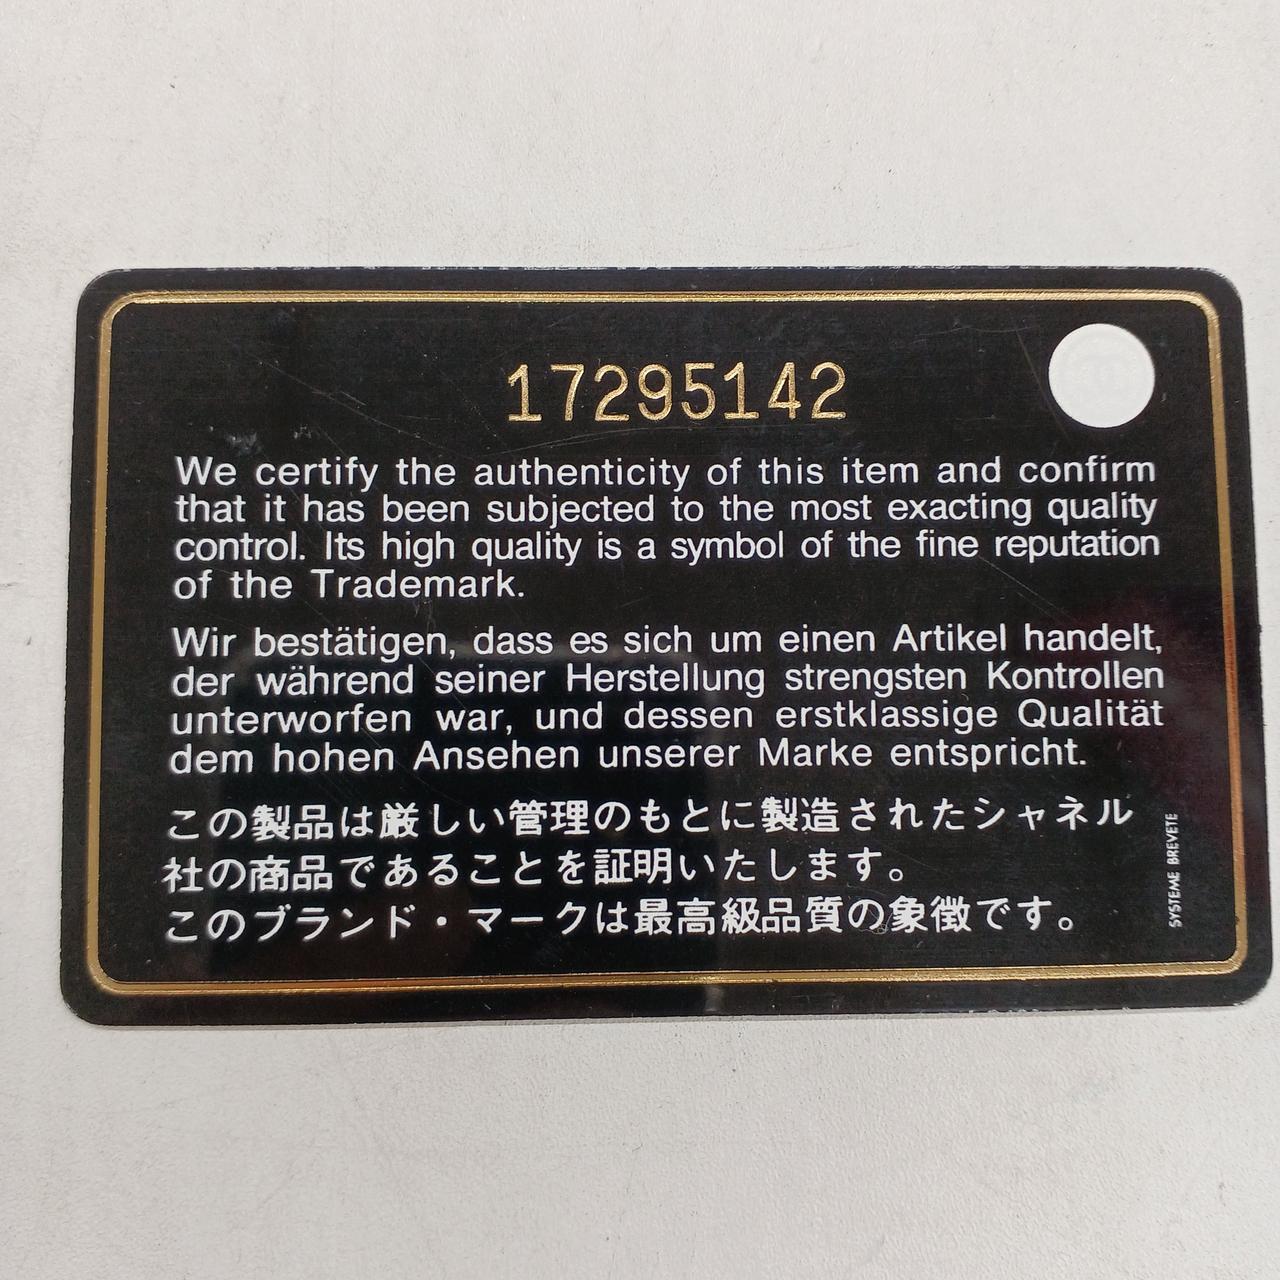 17295142
We certify the authenticity of this item and confirm
that it has been subjected to the most exacting quality
control. Its high quality is a symbol of the fine reputation
of the Trademark.
Wir bestätigen, dass es sich um einen Artikel handelt,
der während seiner Herstellung strengsten Kontrollen
unterworfen war, und dessen erstklassige Qualität
dem hohen Ansehen unserer Marke entspricht.
この製品は厳しい管理のもとに製造されたシャネル
社の商品であることを証明いたします。
このブランド・マークは最高級品質の象徴です。
SYSTEME BREVETE